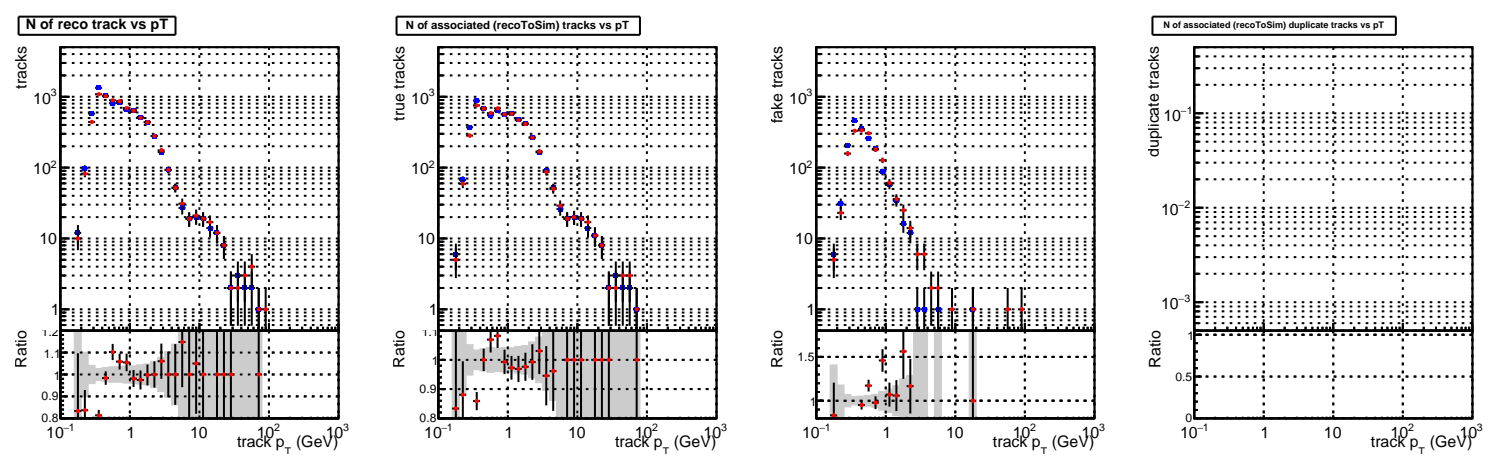 N of reco track vs pT
tracks
10³
10²
10
1
Ratio
1.2
1.1
1
0.9
0.8
10⁻¹ 1 10 10² 10³
track p_T (GeV)
N of associated (recoToSim) tracks vs pT
true tracks
10³
10²
10
1
Ratio
1.1
1
0.9
0.8
10⁻¹ 1 10 10² 10³
track p_T (GeV)
fake tracks
10³
10²
10
1
Ratio
1.5
1
10⁻¹ 1 10 10² 10³
track p_T (GeV)
N of associated (recoToSim) duplicate tracks vs pT
duplicate tracks
10⁻¹
10⁻²
10⁻³
Ratio
1
0.5
0
10⁻¹ 1 10 10² 10³
track p_T (GeV)